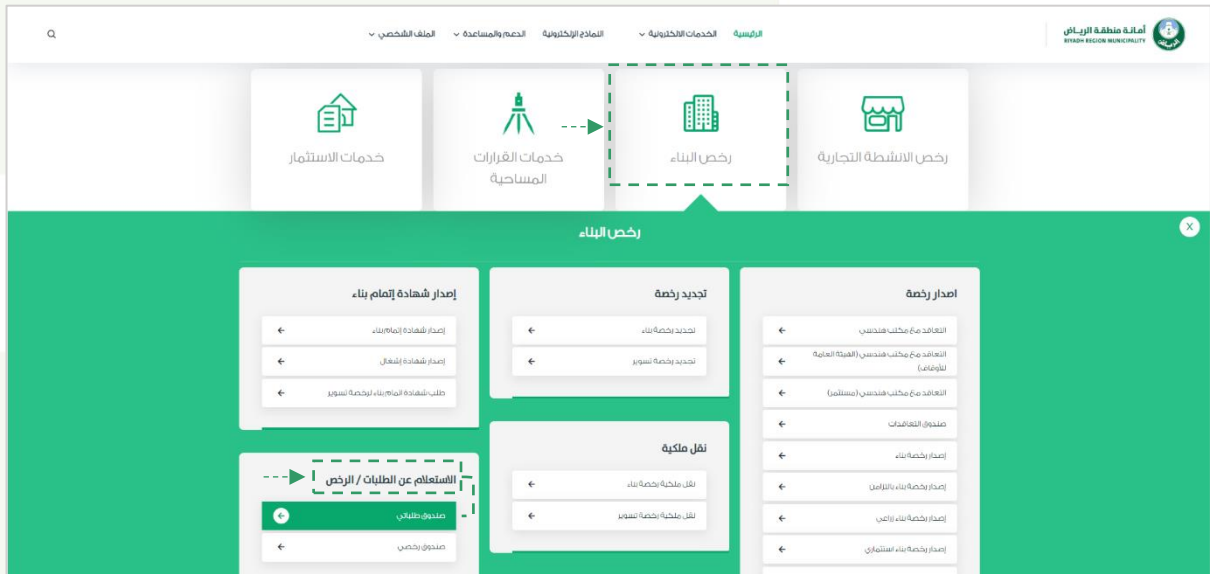 أمانة منطقة الرياض
RIYADH REGION MUNICIPALITY
الرئيسية
الخدمات الالكترونية
النماذج الإلكترونية
الدعم والمساعدة
الملف الشخصي
رخص الانشطة التجارية
رخص البناء
خدمات القرارات
المساحية
خدمات الاستثمار
رخص البناء
X
اصدار رخصة
التعاقد مع مكتب هندسي
التعاقد مع مكتب هندسي (الهيئة العامة
للأوقاف)
التعاقد مع مكتب هندسي (مستثمر)
صندوق التعاقدات
إصدار رخصة بناء
إصدار رخصة بناء بالتزامن
إصدار رخصة بناء زراعي
إصدار رخصة بناء استثماري
تجديد رخصة
تجديد رخصة بناء
تجديد رخصة تسوير
نقل ملكية
نقل ملكية رخصة بناء
نقل ملكية رخصة تسوير
إصدار شهادة إتمام بناء
إصدار شهادة إتمام بناء
إصدار شهادة إشغال
طلب شهادة اتمام بناء لرخصة تسوير
الاستعلام عن الطلبات / الرخص
صندوق طلباتي
صندوق رخصي